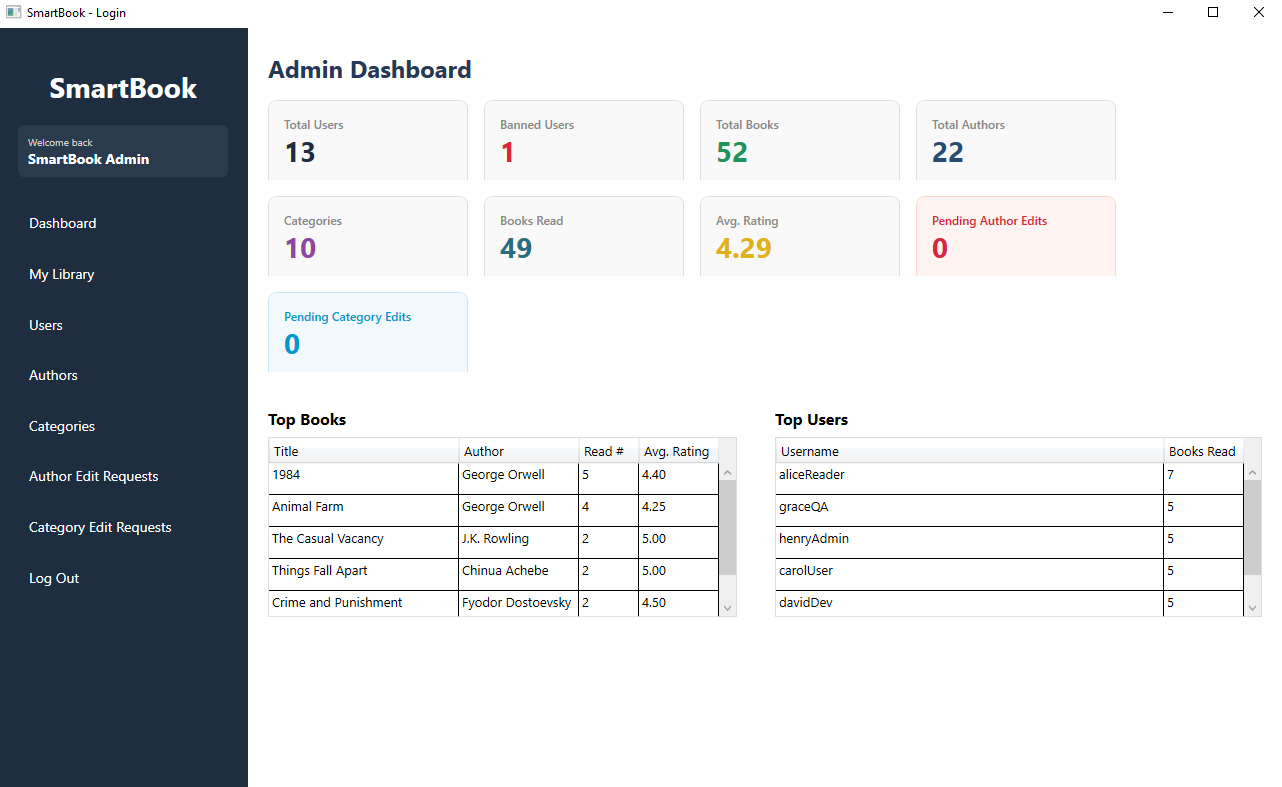 SmartBook - Login
SmartBook
Welcome back
SmartBook Admin
Dashboard
My Library
Users
Authors
Categories
Author Edit Requests
Category Edit Requests
Log Out
Admin Dashboard
Total Users
13
Banned Users
1
Total Books
52
Total Authors
22
Categories
10
Books Read
49
Avg. Rating
4.29
Pending Author Edits
0
Pending Category Edits
0
Top Books
Title Author Read # Avg. Rating
1984 George Orwell 5 4.40
Animal Farm George Orwell 4 4.25
The Casual Vacancy J.K. Rowling 2 5.00
Things Fall Apart Chinua Achebe 2 5.00
Crime and Punishment Fyodor Dostoevsky 2 4.50
Top Users
Username Books Read
aliceReader 7
graceQA 5
henryAdmin 5
carolUser 5
davidDev 5